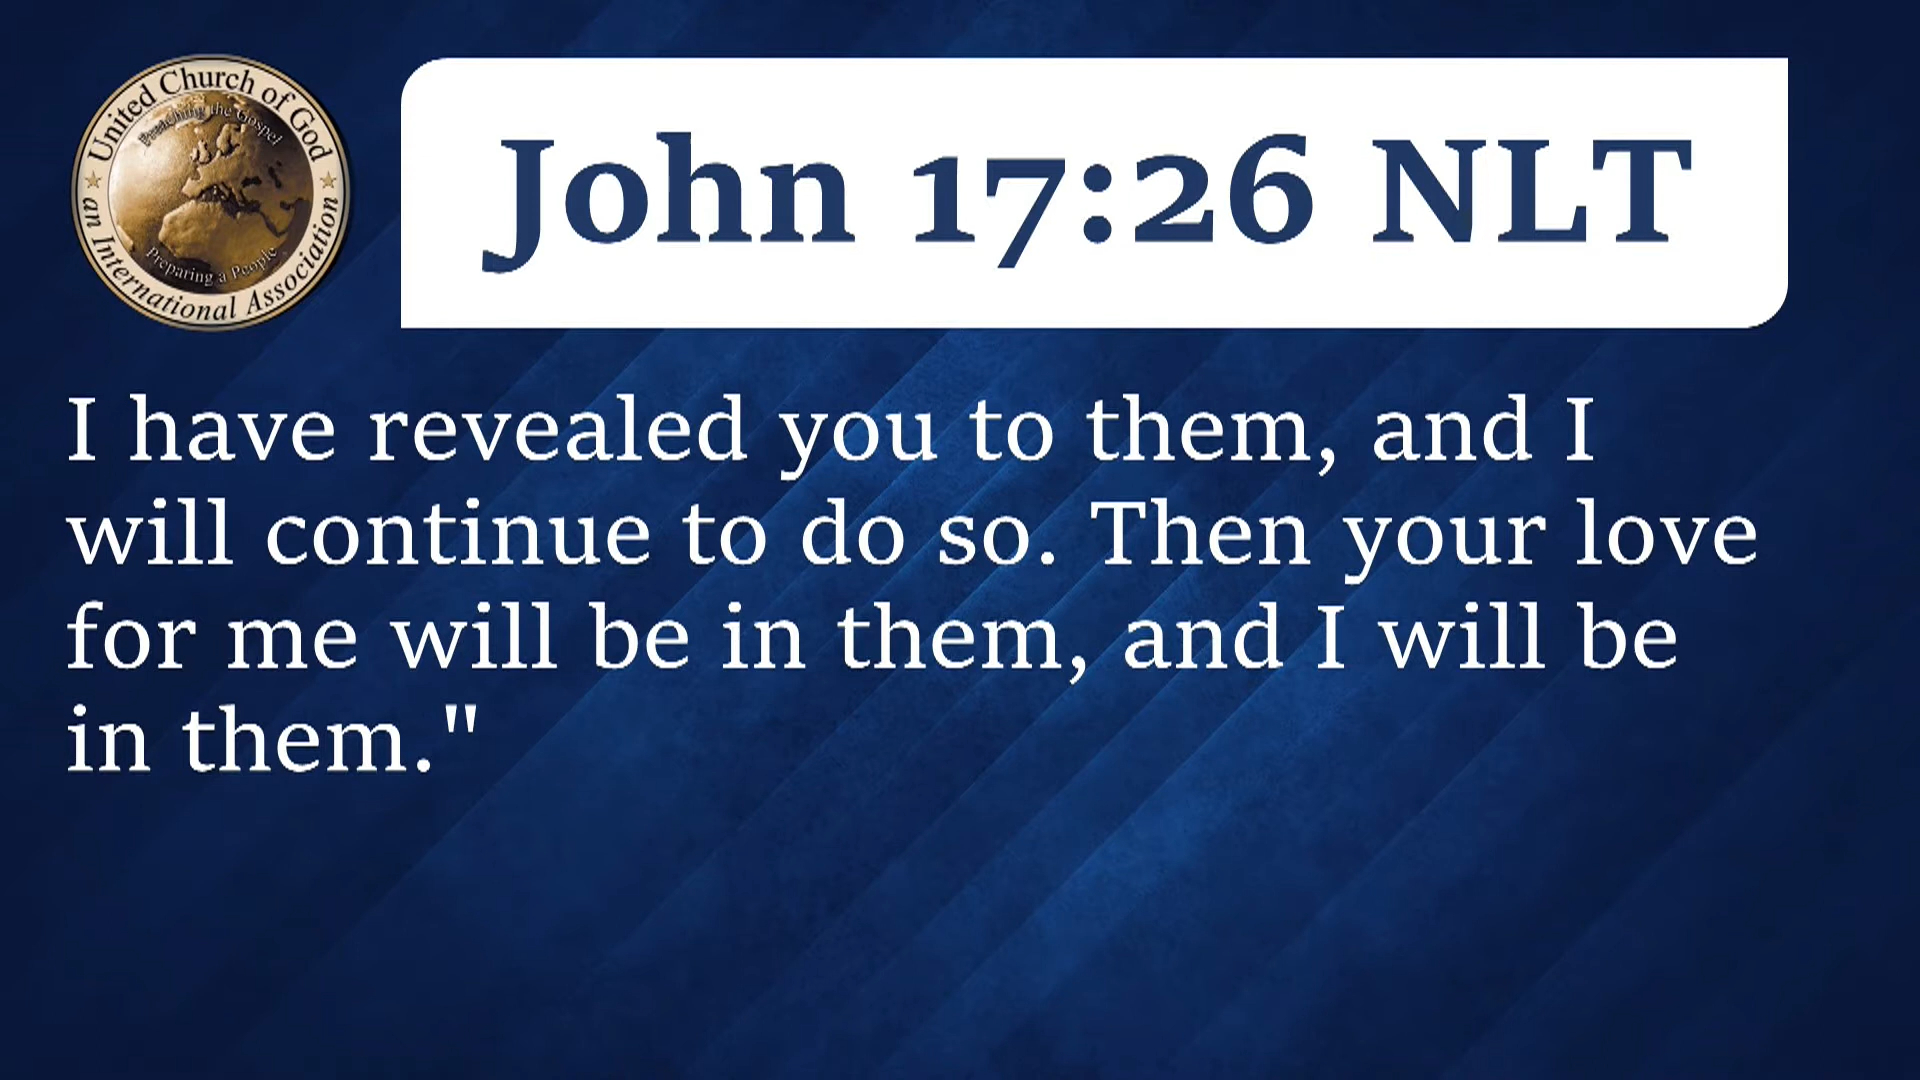 United Church of God
Preaching the Gospel
Preparing a People
an International Association
John 17:26 NLT
I have revealed you to them, and I
will continue to do so. Then your love
for me will be in them, and I will be
in them."